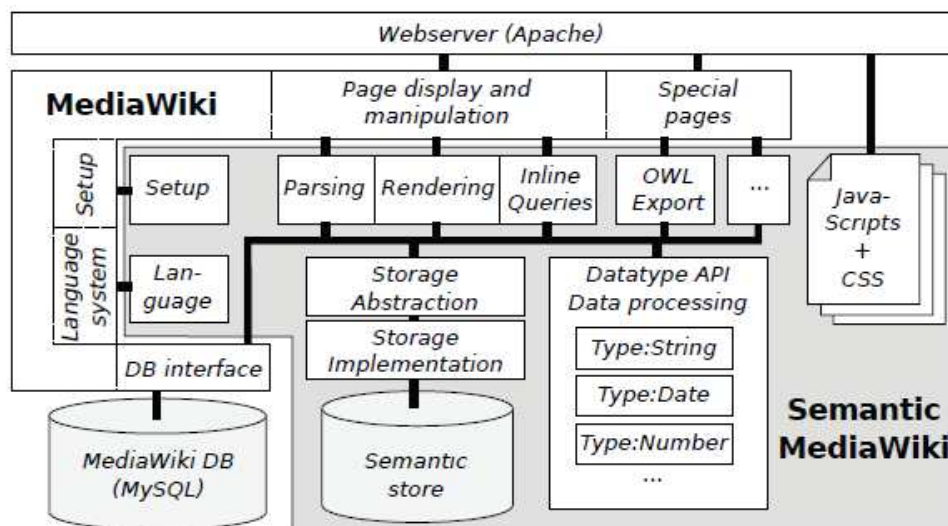 Webserver (Apache)
MediaWiki
Page display and
manipulation
Special
pages
Setup
Setup
Parsing
Rendering
Inline
Queries
OWL
Export
...
Java-
Scripts
+
CSS
Language
system
Lan-
guage
Storage
Abstraction
Storage
Implementation
Datatype API
Data processing
Type:String
Type:Date
Type:Number
...
DB interface
MediaWiki DB
(MySQL)
Semantic
store
Semantic
MediaWiki